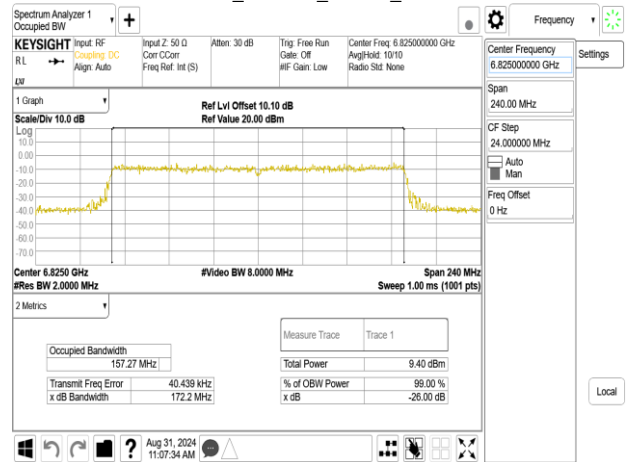 Spectrum Analyzer 1
Occupied BW
KEYSIGHT
R L
LXI
Input: RF
Coupling: DC
Align: Auto
Input Z: 50 Ω
Corr CCorr
Freq Ref: Int (S)
Atten: 30 dB
Trig: Free Run
Gate: Off
#IF Gain: Low
Center Freq: 6.825000000 GHz
Avg|Hold: 10/10
Radio Std: None
1 Graph
Scale/Div 10.0 dB
Ref Lvl Offset 10.10 dB
Ref Value 20.00 dBm
Log
10.0
0.00
-10.0
-20.0
-30.0
-40.0
-50.0
-60.0
-70.0
Center 6.8250 GHz
#Video BW 8.0000 MHz
Span 240 MHz
#Res BW 2.0000 MHz
Sweep 1.00 ms (1001 pts)
2 Metrics
Measure Trace
Trace 1
Occupied Bandwidth
157.27 MHz
Total Power
9.40 dBm
Transmit Freq Error
40.439 kHz
% of OBW Power
99.00 %
x dB Bandwidth
172.2 MHz
x dB
-26.00 dB
Aug 31, 2024
11:07:34 AM
?
Frequency
Center Frequency
6.825000000 GHz
Settings
Span
240.00 MHz
CF Step
24.000000 MHz
Auto
Man
Freq Offset
0 Hz
Local